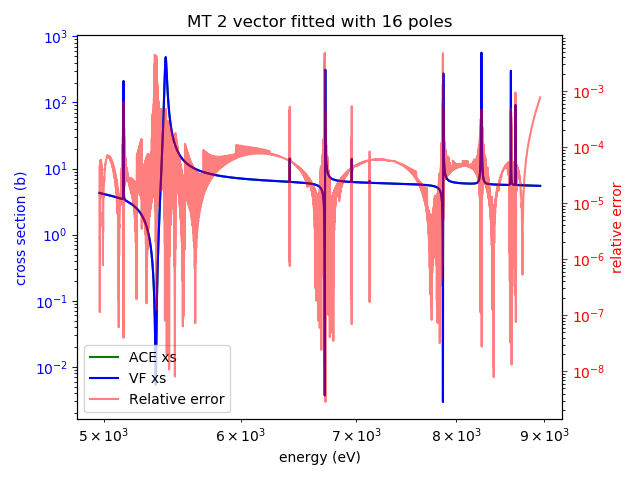 MT 2 vector fitted with 16 poles
10³
10²
10¹
10⁰
10⁻¹
10⁻²
cross section (b)
10⁻³
10⁻⁴
10⁻⁵
10⁻⁶
10⁻⁷
10⁻⁸
relative error
ACE xs
VF xs
Relative error
5 × 10³
6 × 10³
7 × 10³
8 × 10³
9 × 10³
energy (eV)